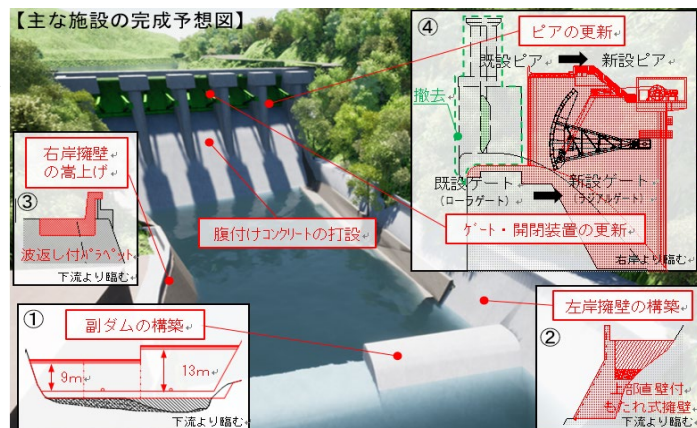 【主な施設の完成予想図】
ピアの更新
④
既設ピア
新設ピア
撤去
既設ゲート
(ローラゲート)
新設ゲート
(ラジアルゲート)
右岸より臨む
右岸擁壁
の嵩上げ
③
波返し付パラペット
下流より臨む
腹付けコンクリートの打設
ゲート・開閉装置の更新
①
副ダムの構築
9m
13m
下流より臨む
左岸擁壁の構築
②
上部直壁付
もたれ式擁壁
下流より臨む